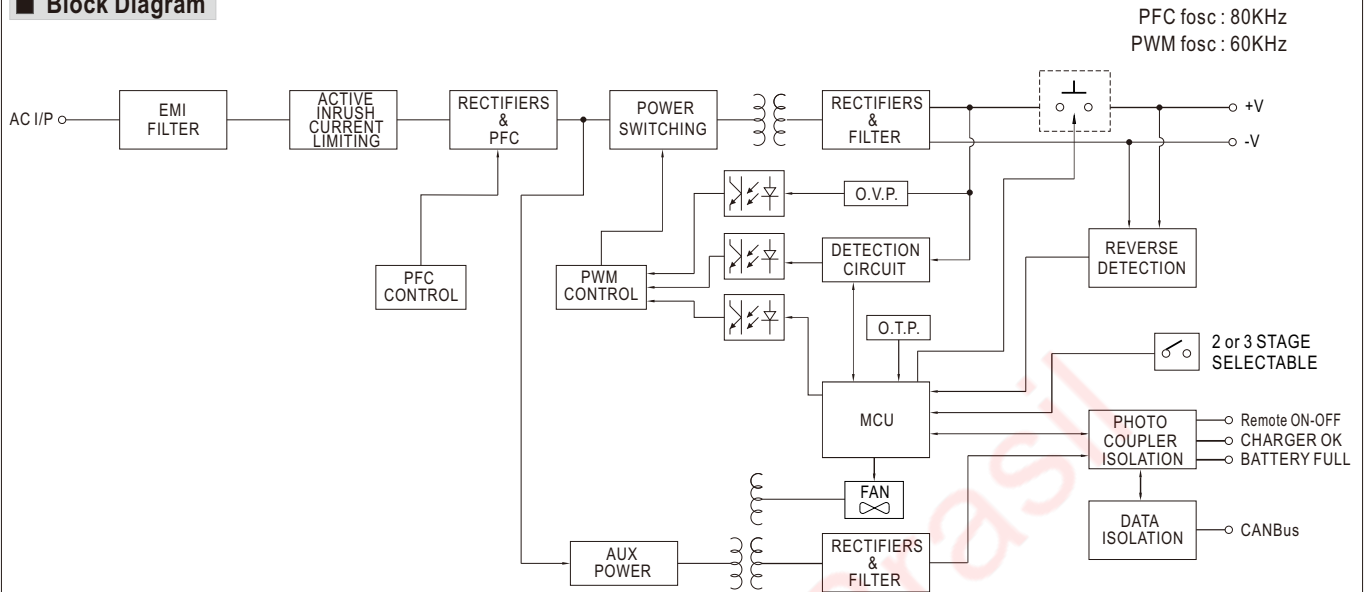 ■ Block Diagram
PFC fosc : 80KHz
PWM fosc : 60KHz
AC I/P
EMI
FILTER
ACTIVE
INRUSH
CURRENT
LIMITING
RECTIFIERS
&
PFC
POWER
SWITCHING
RECTIFIERS
&
FILTER
+V
-V
O.V.P.
DETECTION
CIRCUIT
REVERSE
DETECTION
PFC
CONTROL
PWM
CONTROL
O.T.P.
2 or 3 STAGE
SELECTABLE
MCU
PHOTO
COUPLER
ISOLATION
Remote ON-OFF
CHARGER OK
BATTERY FULL
FAN
DATA
ISOLATION
CANBus
AUX
POWER
RECTIFIERS
&
FILTER